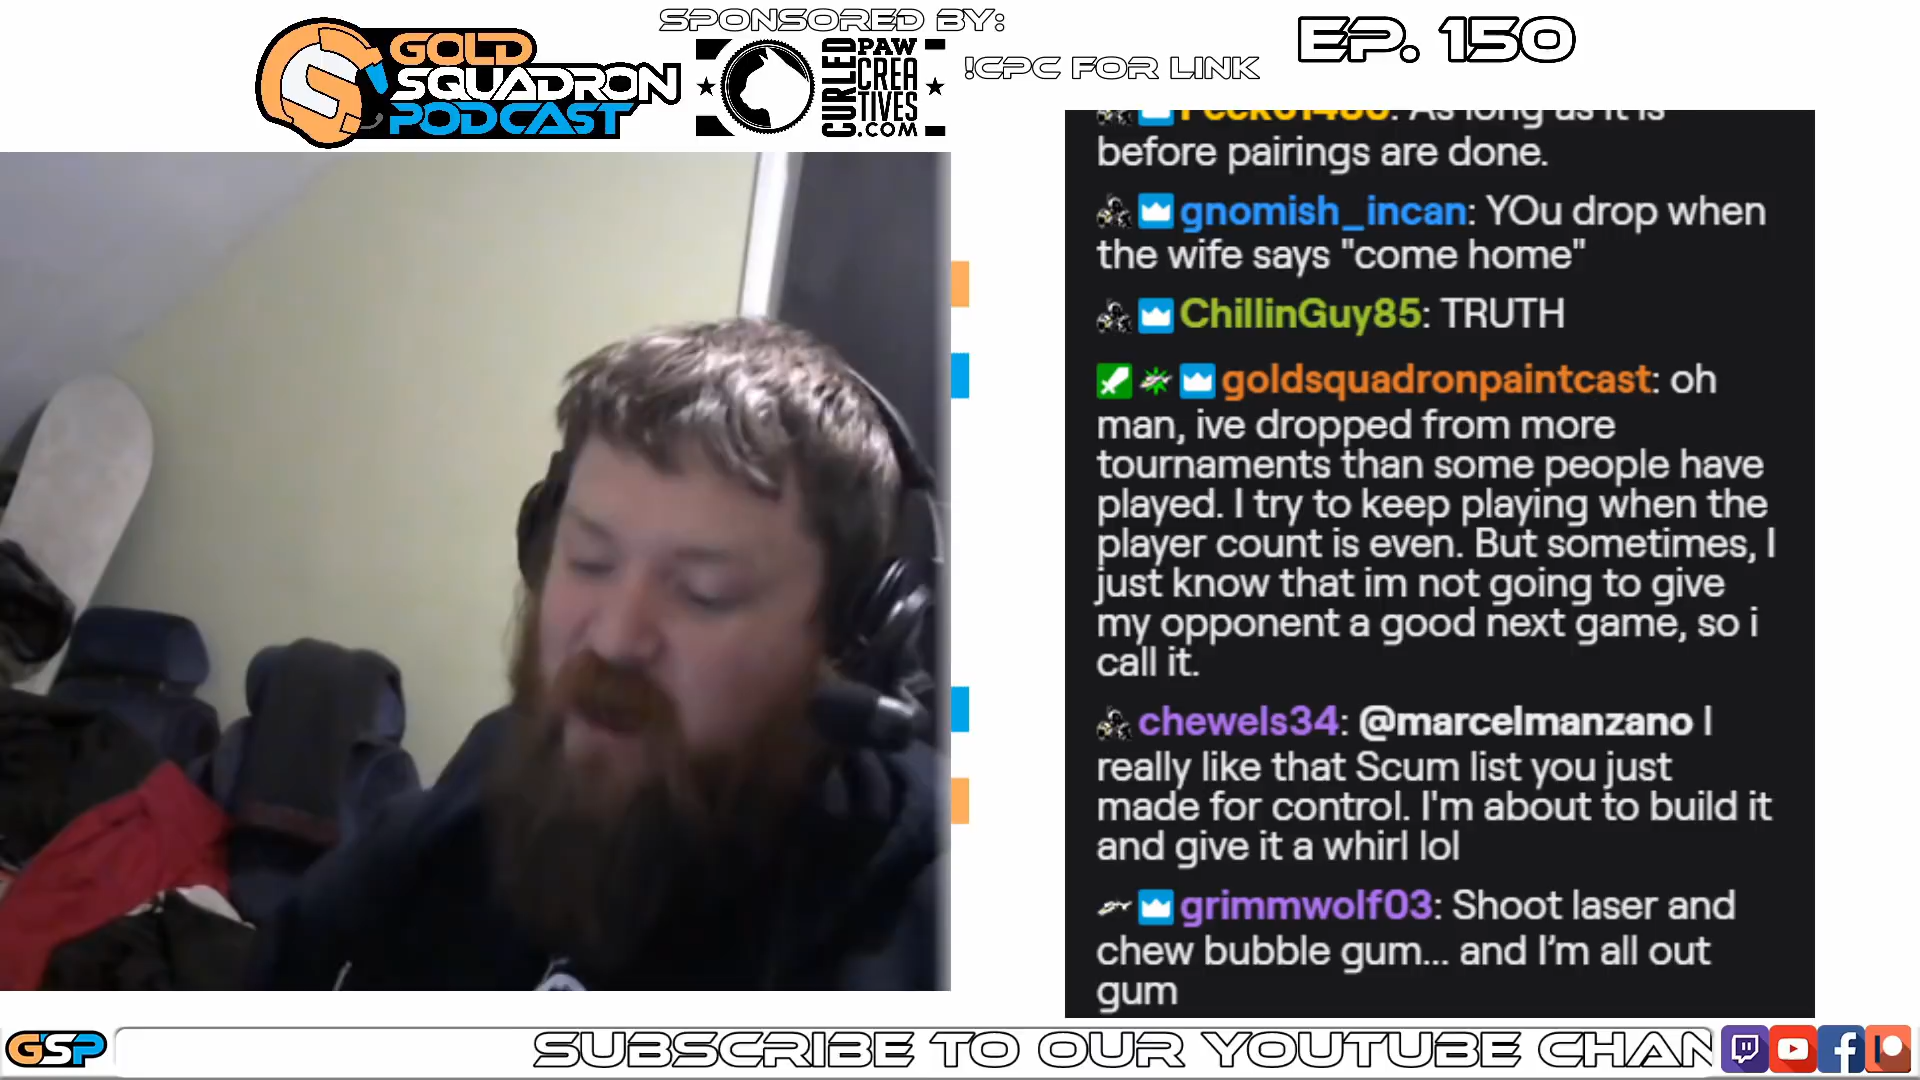 SPONSORED BY:
GOLD
SQUADRON
PODCAST
CURLED
PAW
CREA
TIVES
.COM
!CPC FOR LINK
EP. 150
As long as it is
before pairings are done.
gnomish_incan: YOu drop when
the wife says "come home"
ChillinGuy85: TRUTH
goldsquadronpaintcast: oh
man, ive dropped from more
tournaments than some people have
played. I try to keep playing when the
player count is even. But sometimes, I
just know that im not going to give
my opponent a good next game, so i
call it.
chewels34: @marcelmanzano I
really like that Scum list you just
made for control. I'm about to build it
and give it a whirl lol
grimmwolf03: Shoot laser and
chew bubble gum... and I'm all out
gum
GSP
SUBSCRIBE TO OUR YOUTUBE CHAN